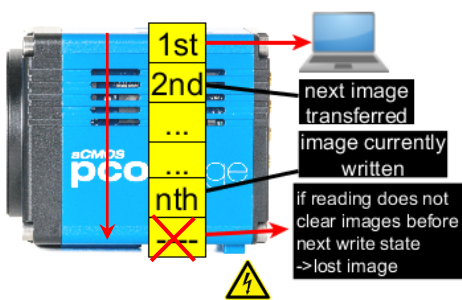 1st
2nd
next image
transferred
...
image currently
written
...
sCMOS
pco ge
nth
if reading does not
clear images before
next write state
->lost image
----